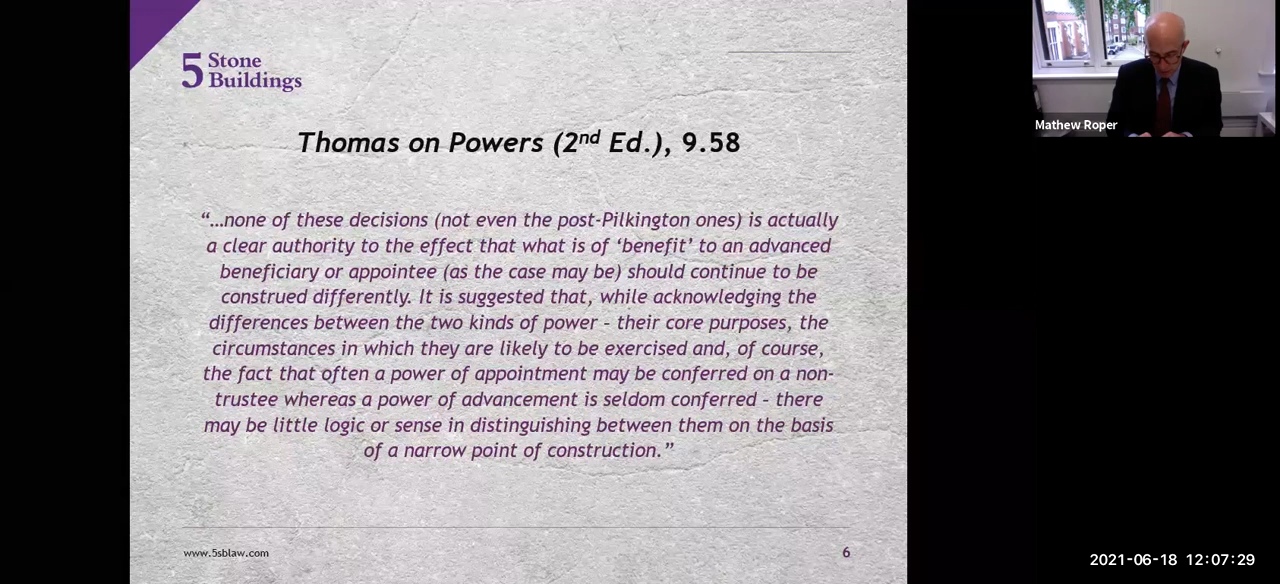 5 Stone
Buildings
Thomas on Powers (2nd Ed.), 9.58
“…none of these decisions (not even the post-Pilkington ones) is actually
a clear authority to the effect that what is of ‘benefit’ to an advanced
beneficiary or appointee (as the case may be) should continue to be
construed differently. It is suggested that, while acknowledging the
differences between the two kinds of power – their core purposes, the
circumstances in which they are likely to be exercised and, of course,
the fact that often a power of appointment may be conferred on a non-
trustee whereas a power of advancement is seldom conferred – there
may be little logic or sense in distinguishing between them on the basis
of a narrow point of construction.”
www.5sblaw.com
6
Mathew Roper
2021-06-18 12:07:29